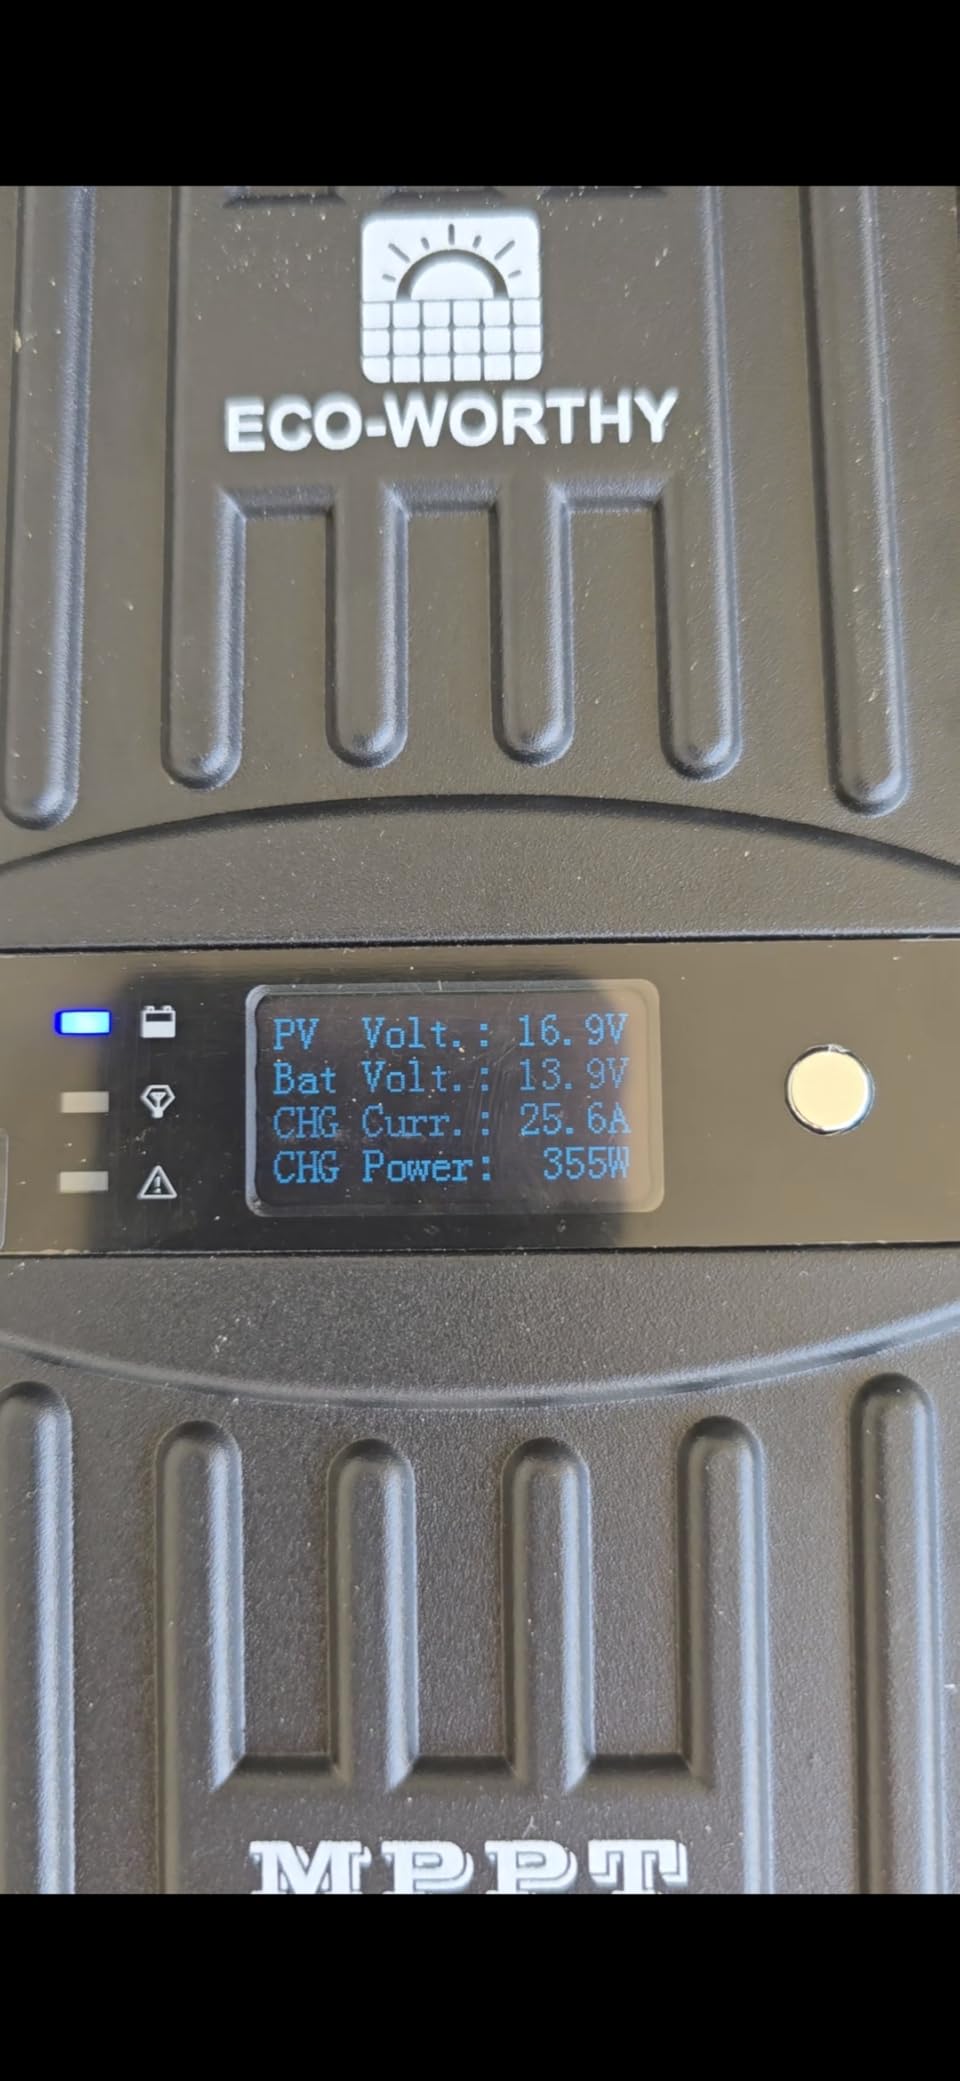 ECO-WORTHY
PV Volt.: 16.9V
Bat Volt.: 13.9V
CHG Curr.: 25.6A
CHG Power: 355W
MPPT